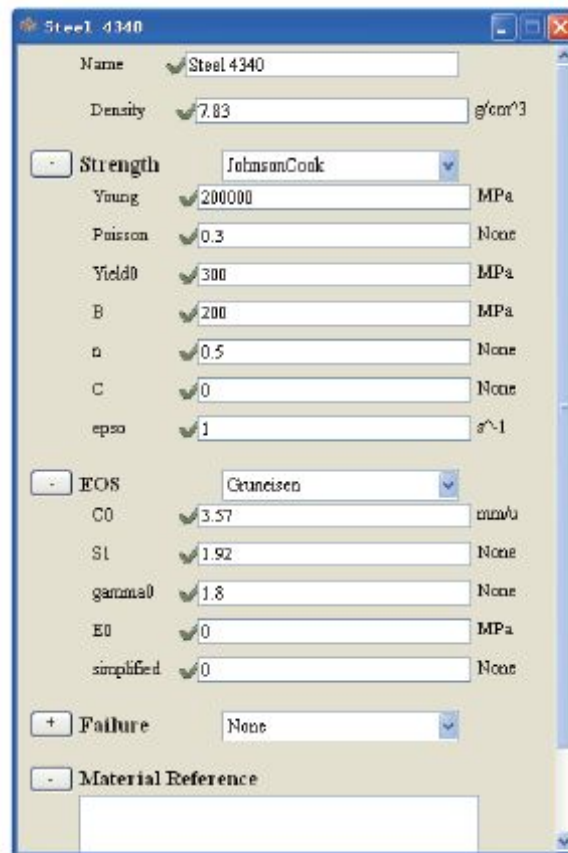 Steel 4340
Name Steel 4340
Density 7.83 g/cm^3
- Strength JohnsonCook
Young 200000 MPa
Poisson 0.3 None
Yield0 300 MPa
B 200 MPa
n 0.5 None
C 0 None
epso 1 s^-1
- EOS Gruneisen
C0 3.57 mm/u
S1 1.92 None
gamma0 1.8 None
E0 0 MPa
simplified 0 None
+ Failure None
- Material Reference